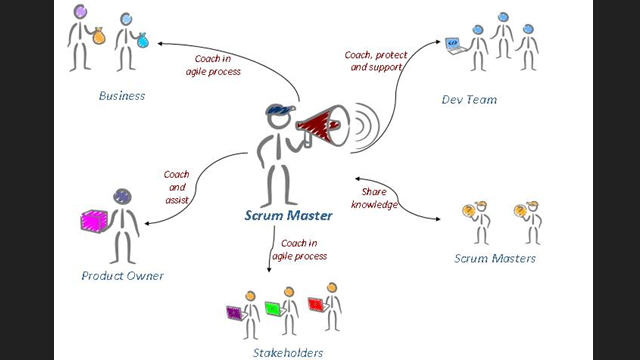 Coach in
agile process
Coach, protect
and support
Business
Dev Team
Coach
and
assist
Scrum Master
Share
knowledge
Product Owner
Coach in
agile process
Scrum Masters
Stakeholders